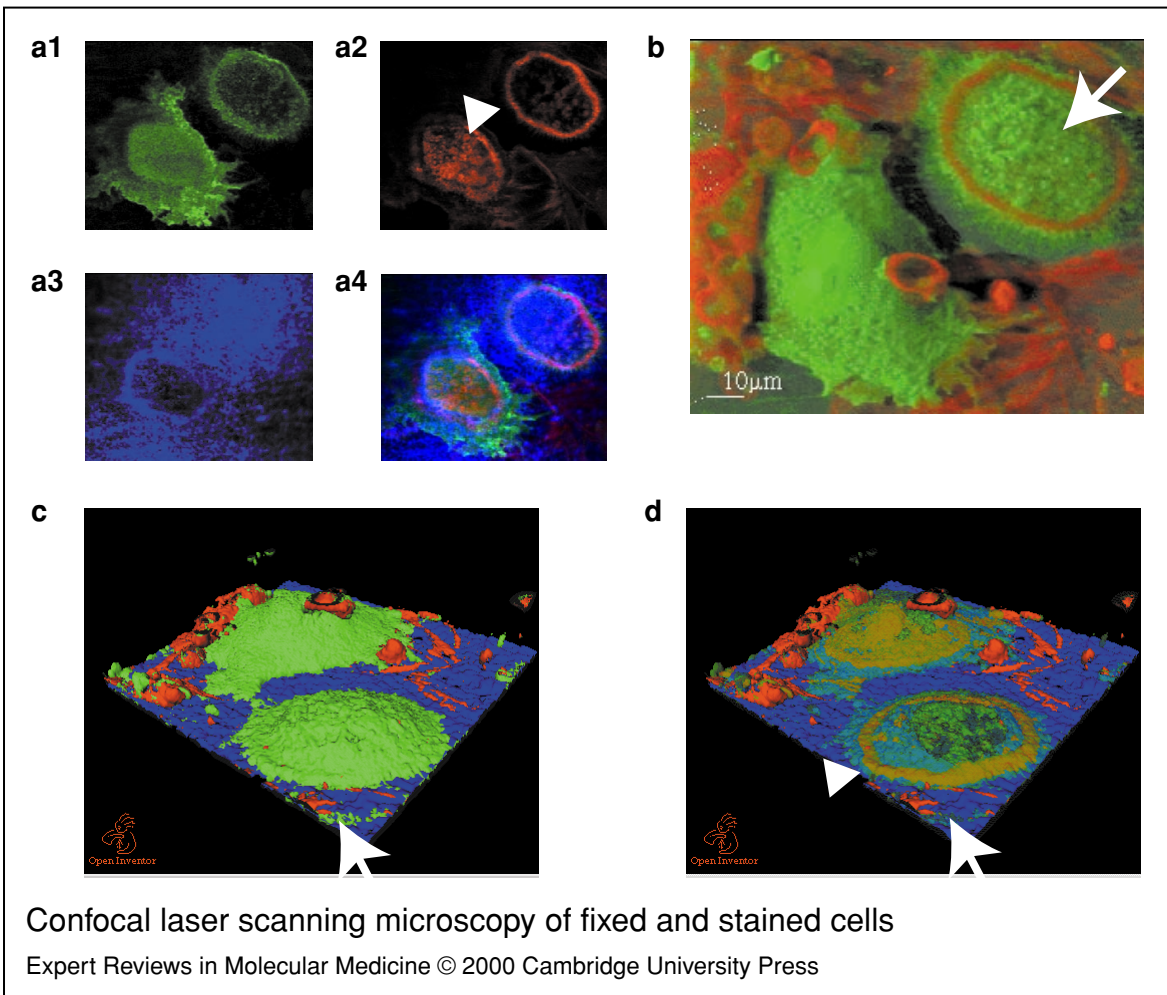 a1
a2
b
a3
a4
10µm
c
d
Open Inventor
Open Inventor
Confocal laser scanning microscopy of fixed and stained cells
Expert Reviews in Molecular Medicine © 2000 Cambridge University Press